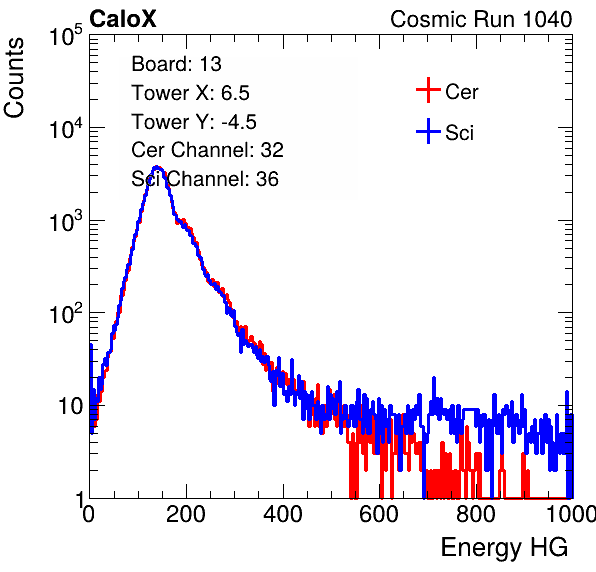 CaloX Cosmic Run 1040
Counts
10^5
10^4
10^3
10^2
10
1
Board: 13
Tower X: 6.5
Tower Y: -4.5
Cer Channel: 32
Sci Channel: 36
Cer
Sci
0 200 400 600 800 1000
Energy HG